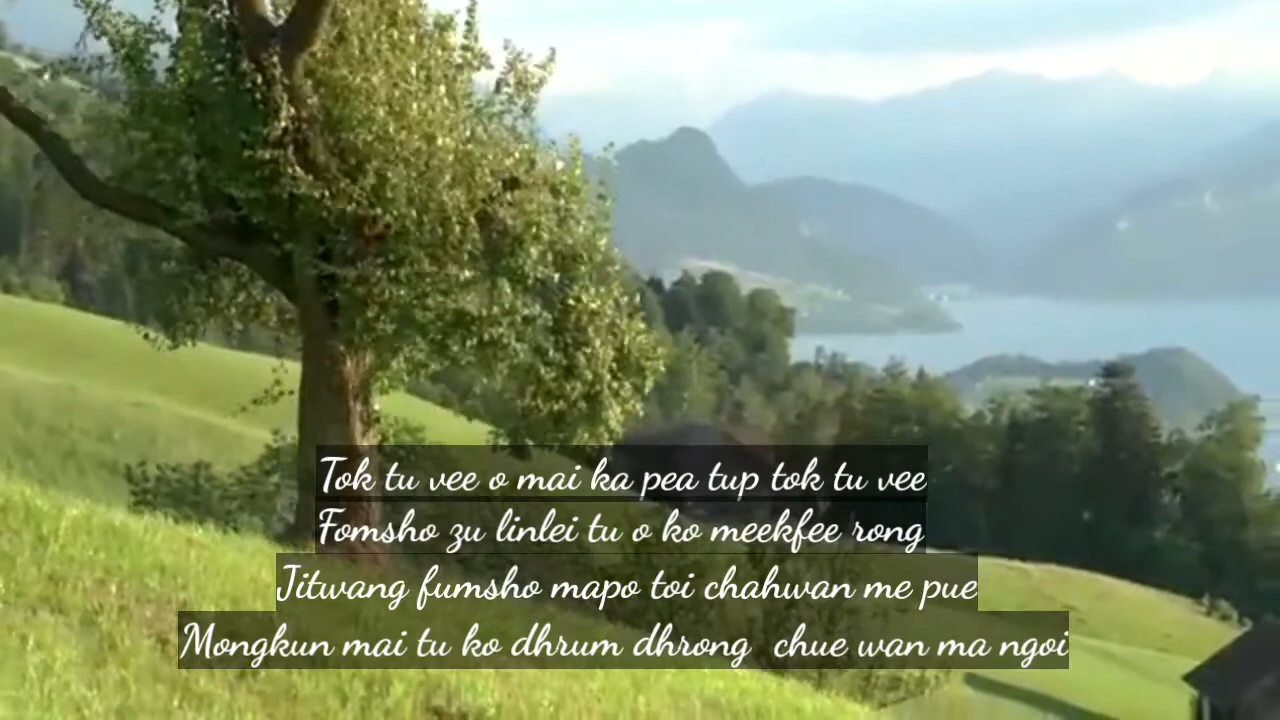 Tok tu vee o mai ka pea tup tok tu vee
Fomsho zu linlei tu o ko meekfee rong
Jitwang fumsho mapo toi chahwan me pue
Mongkun mai tu ko dhrum dhrong chue wan ma ngoi